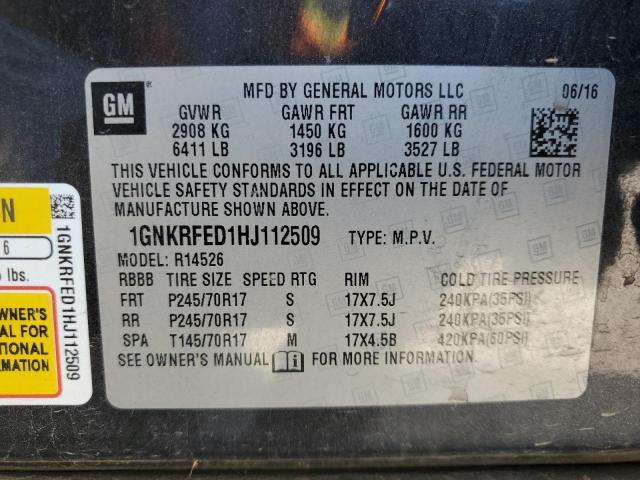 GM
MFD BY GENERAL MOTORS LLC 06/16
GVWR GAWR FRT GAWR RR
2908 KG 1450 KG 1600 KG
6411 LB 3196 LB 3527 LB
THIS VEHICLE CONFORMS TO ALL APPLICABLE U.S. FEDERAL MOTOR
VEHICLE SAFETY STANDARDS IN EFFECT ON THE DATE OF
MANUFACTURE SHOWN ABOVE.
1GNKRFED1HJ112509 TYPE: M.P.V.
MODEL: R14526
RBBB TIRE SIZE SPEED RTG RIM COLD TIRE PRESSURE
FRT P245/70R17 S 17X7.5J 240KPA(35PSI)
RR P245/70R17 S 17X7.5J 240KPA(35PSI)
SPA T145/70R17 M 17X4.5B 420KPA(60PSI)
SEE OWNER'S MANUAL FOR MORE INFORMATION.
N
6
lbs.
OWNER'S
AL FOR
TIONAL
MATION
1GNKRFED1HJ112509